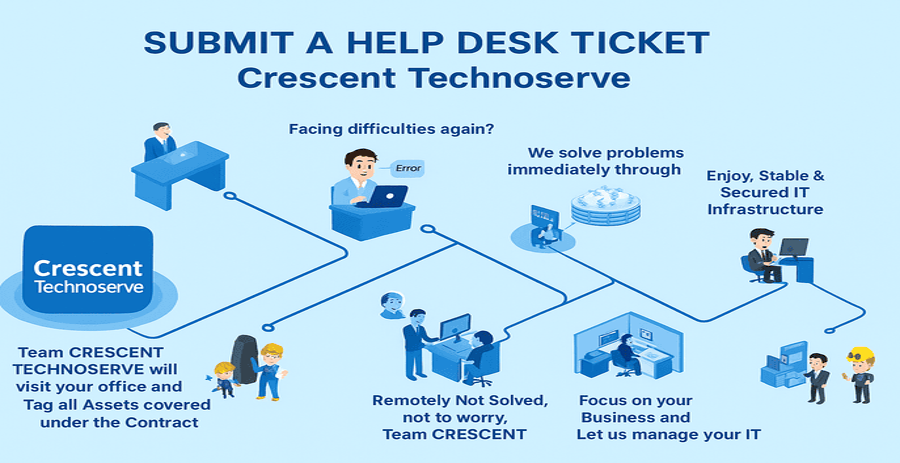 SUBMIT A HELP DESK TICKET
Crescent Technoserve
Facing difficulties again?
Error
We solve problems
immediately through
Enjoy, Stable &
Secured IT
Infrastructure
Crescent
Technoserve
Team CRESCENT
TECHNOSERVE will
visit your office and
Tag all Assets covered
under the Contract
Remotely Not Solved,
not to worry,
Team CRESCENT
Focus on your
Business and
Let us manage your IT